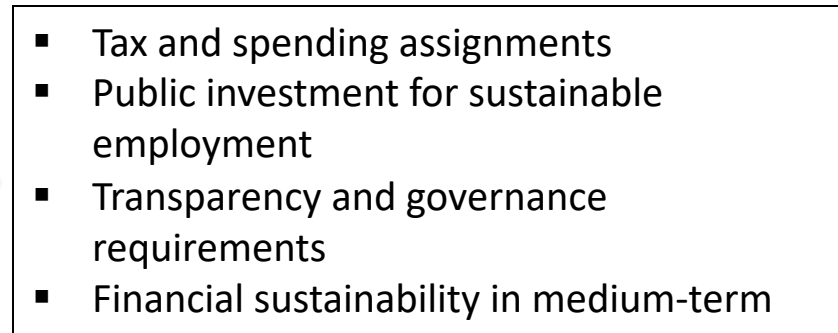 ▪ Tax and spending assignments
▪ Public investment for sustainable
employment
▪ Transparency and governance
requirements
▪ Financial sustainability in medium-term